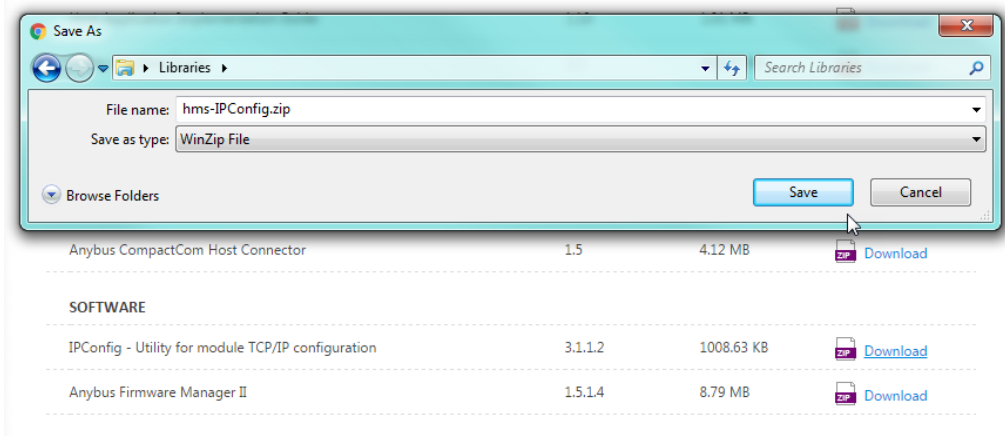 Save As
Libraries
Search Libraries
File name: hms-IPConfig.zip
Save as type: WinZip File
Browse Folders
Save
Cancel
Anybus CompactCom Host Connector 1.5 4.12 MB ZIP Download
SOFTWARE
IPConfig - Utility for module TCP/IP configuration 3.1.1.2 1008.63 KB ZIP Download
Anybus Firmware Manager II 1.5.1.4 8.79 MB ZIP Download